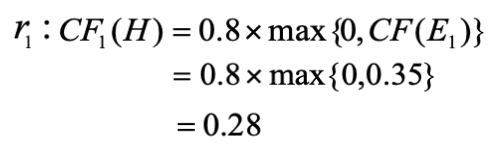 r₁ : CF₁(H) = 0.8 × max{0, CF(E₁)}
= 0.8 × max{0,0.35}
= 0.28